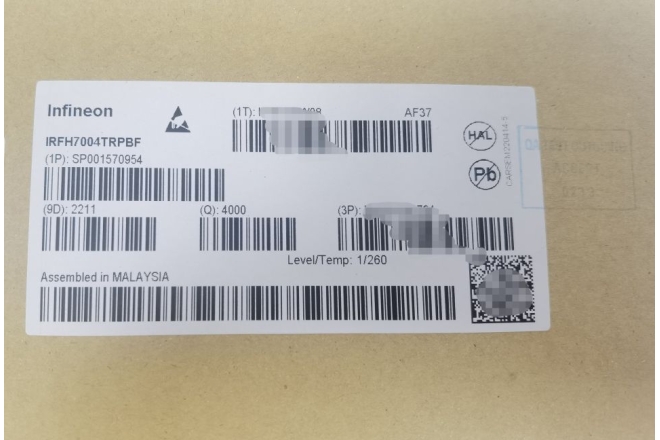 Infineon
(1T):
AF37
IRFH7004TRPBF
(1P): SP001570954
HAL
Pb
(9D): 2211
(Q): 4000
(3P):
Level/Temp: 1/260
Assembled in MALAYSIA